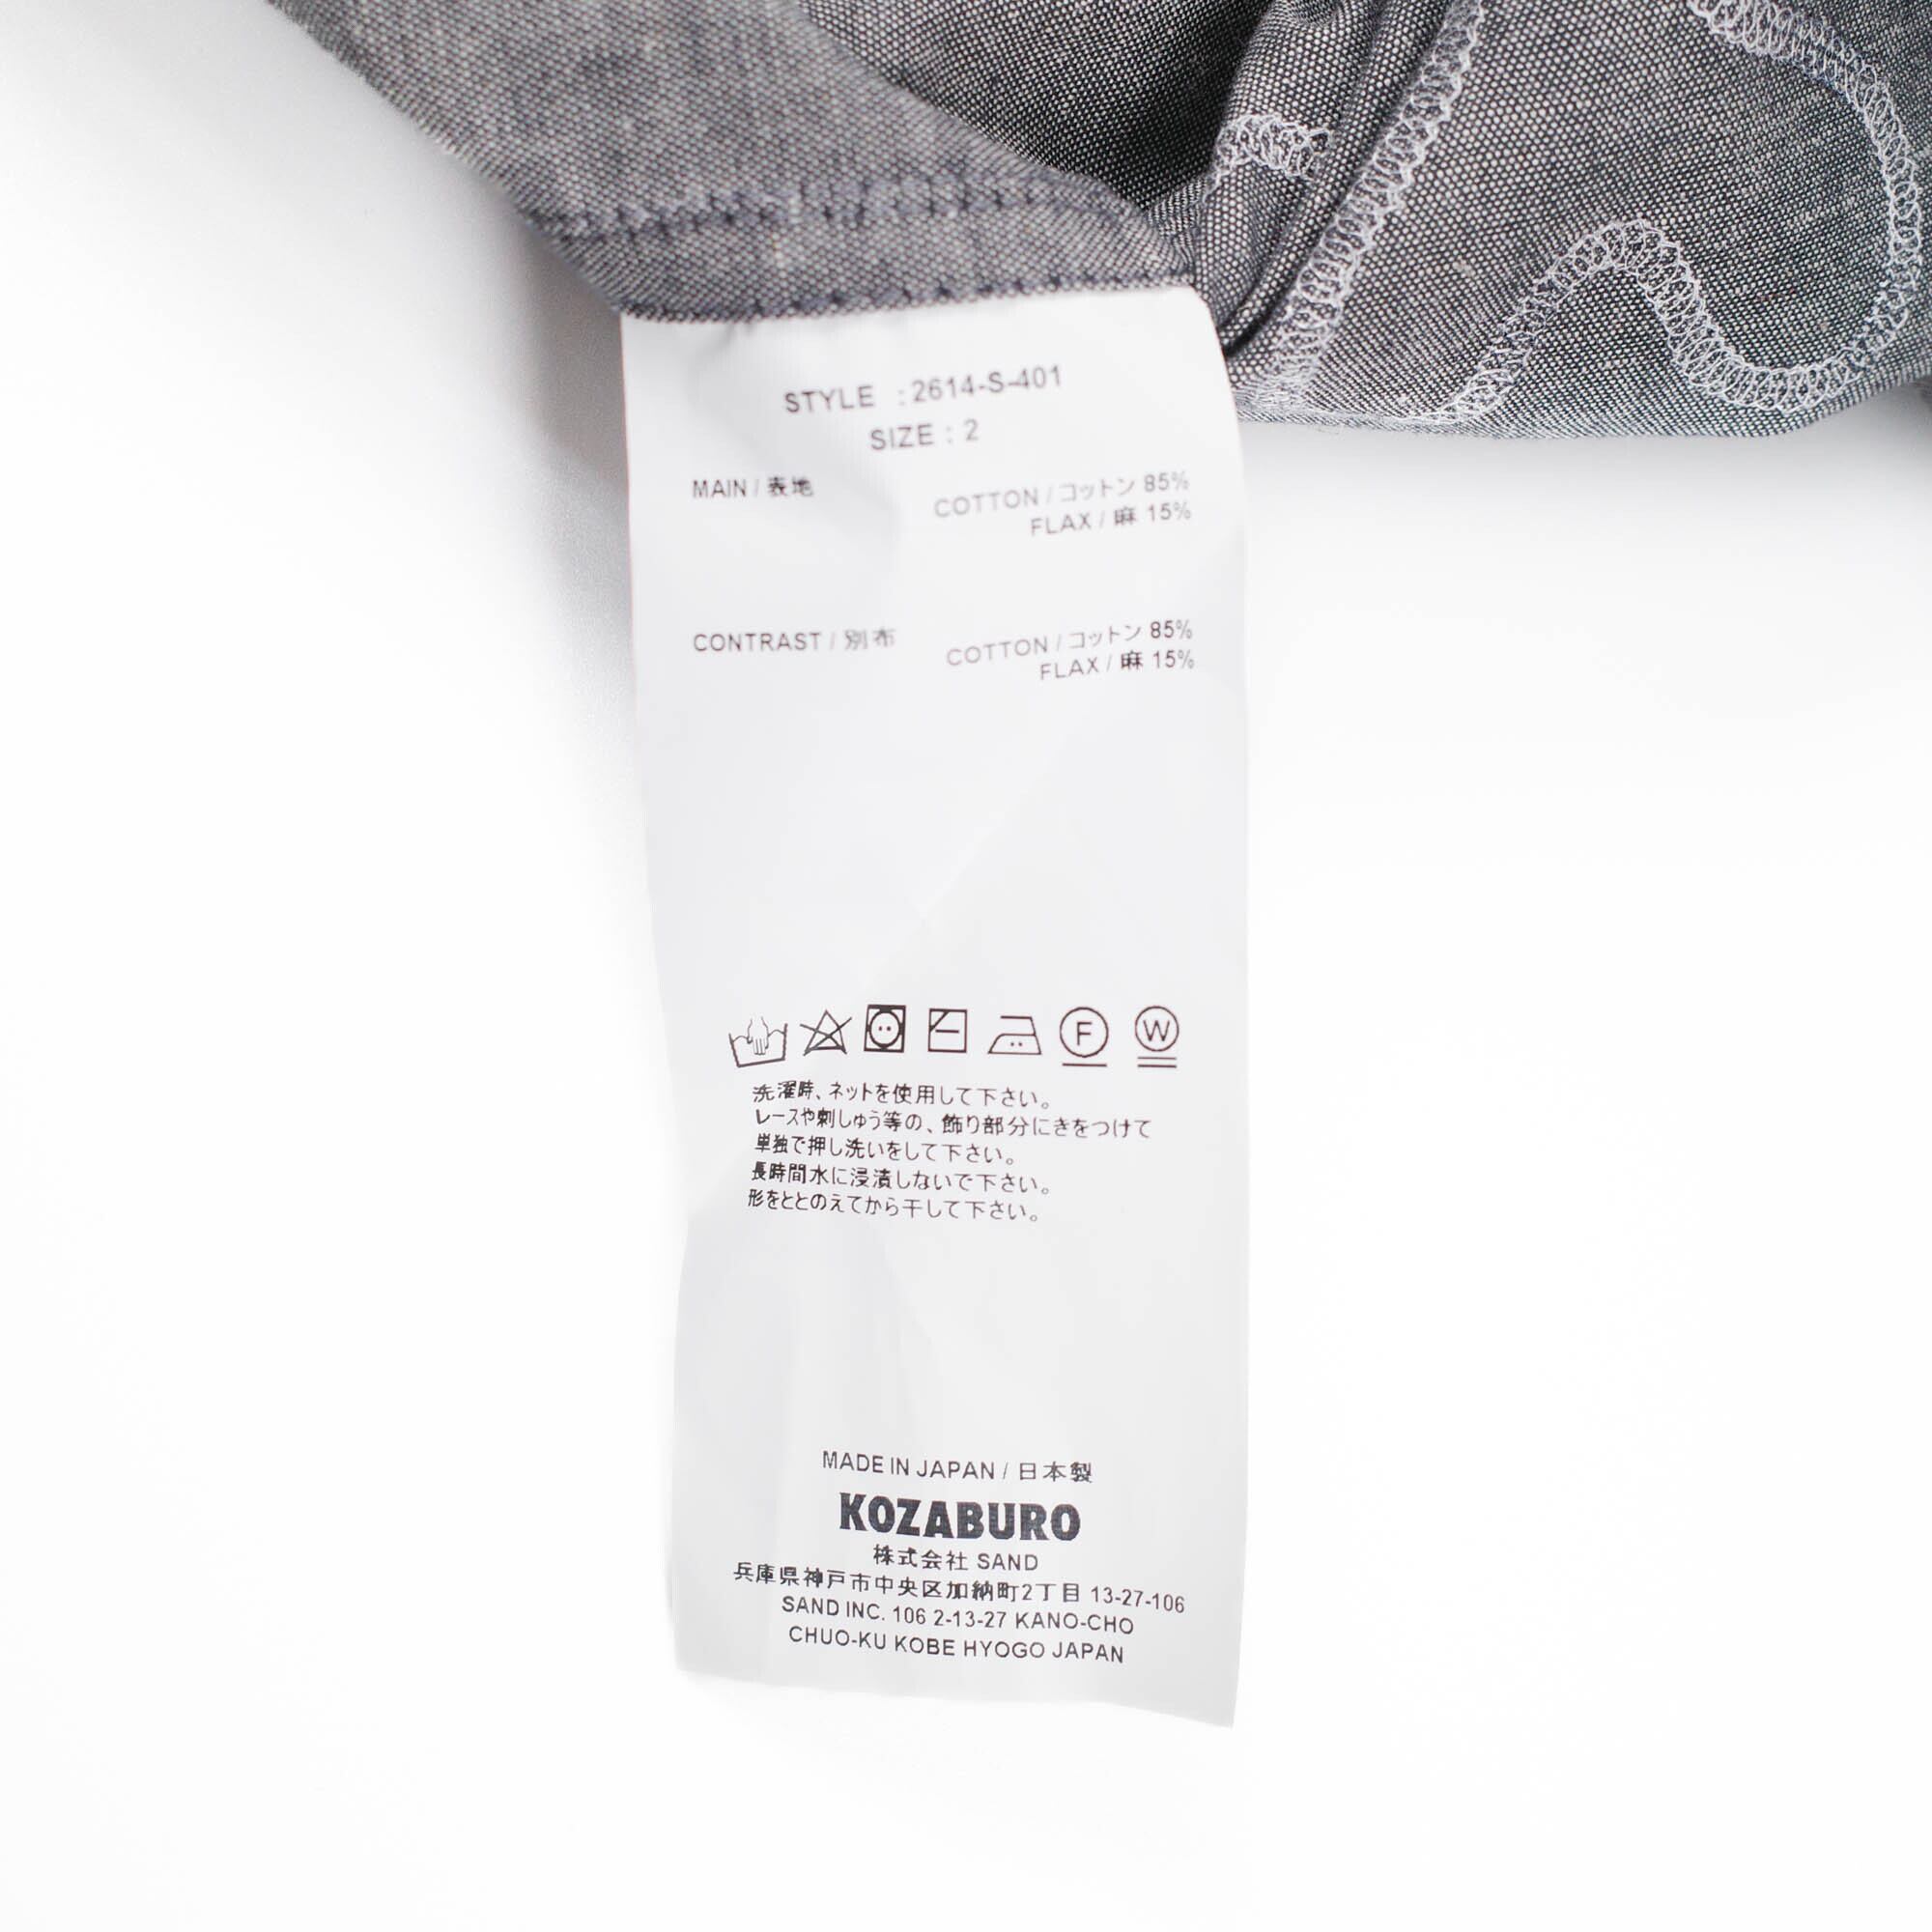 STYLE : 2614-S-401
SIZE : 2
MAIN / 表地 COTTON / コットン 85%
FLAX / 麻 15%
CONTRAST / 別布 COTTON / コットン 85%
FLAX / 麻 15%
F W
洗濯時、ネットを使用して下さい。
レースや刺しゅう等の、飾り部分にきをつけて
単独で押し洗いをして下さい。
長時間水に浸漬しないで下さい。
形をととのえてから干して下さい。
MADE IN JAPAN / 日本製
KOZABURO
株式会社 SAND
兵庫県神戸市中央区加納町2丁目 13-27-106
SAND INC. 106 2-13-27 KANO-CHO
CHUO-KU KOBE HYOGO JAPAN